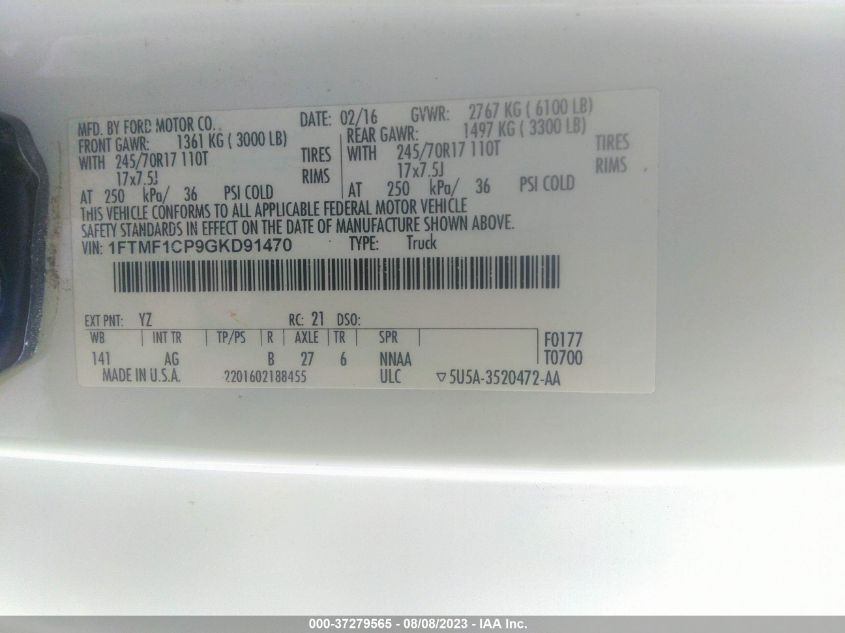 MFD. BY FORD MOTOR CO. DATE: 02/16 GVWR: 2767 KG ( 6100 LB)
FRONT GAWR: 1361 KG ( 3000 LB) REAR GAWR: 1497 KG ( 3300 LB)
WITH 245/70R17 110T TIRES WITH 245/70R17 110T TIRES
17x7.5J RIMS 17x7.5J RIMS
AT 250 kPa/ 36 PSI COLD AT 250 kPa/ 36 PSI COLD
THIS VEHICLE CONFORMS TO ALL APPLICABLE FEDERAL MOTOR VEHICLE
SAFETY STANDARDS IN EFFECT ON THE DATE OF MANUFACTURE SHOWN ABOVE.
VIN: 1FTMF1CP9GKD91470 TYPE: Truck
EXT PNT: YZ RC: 21 DSO:
WB INT TR TP/PS R AXLE TR SPR F0177
141 AG B 27 6 NNAA T0700
MADE IN U.S.A. 2201602188455 ULC ▽5U5A-3520472-AA
000-37279565 - 08/08/2023 - IAA Inc.